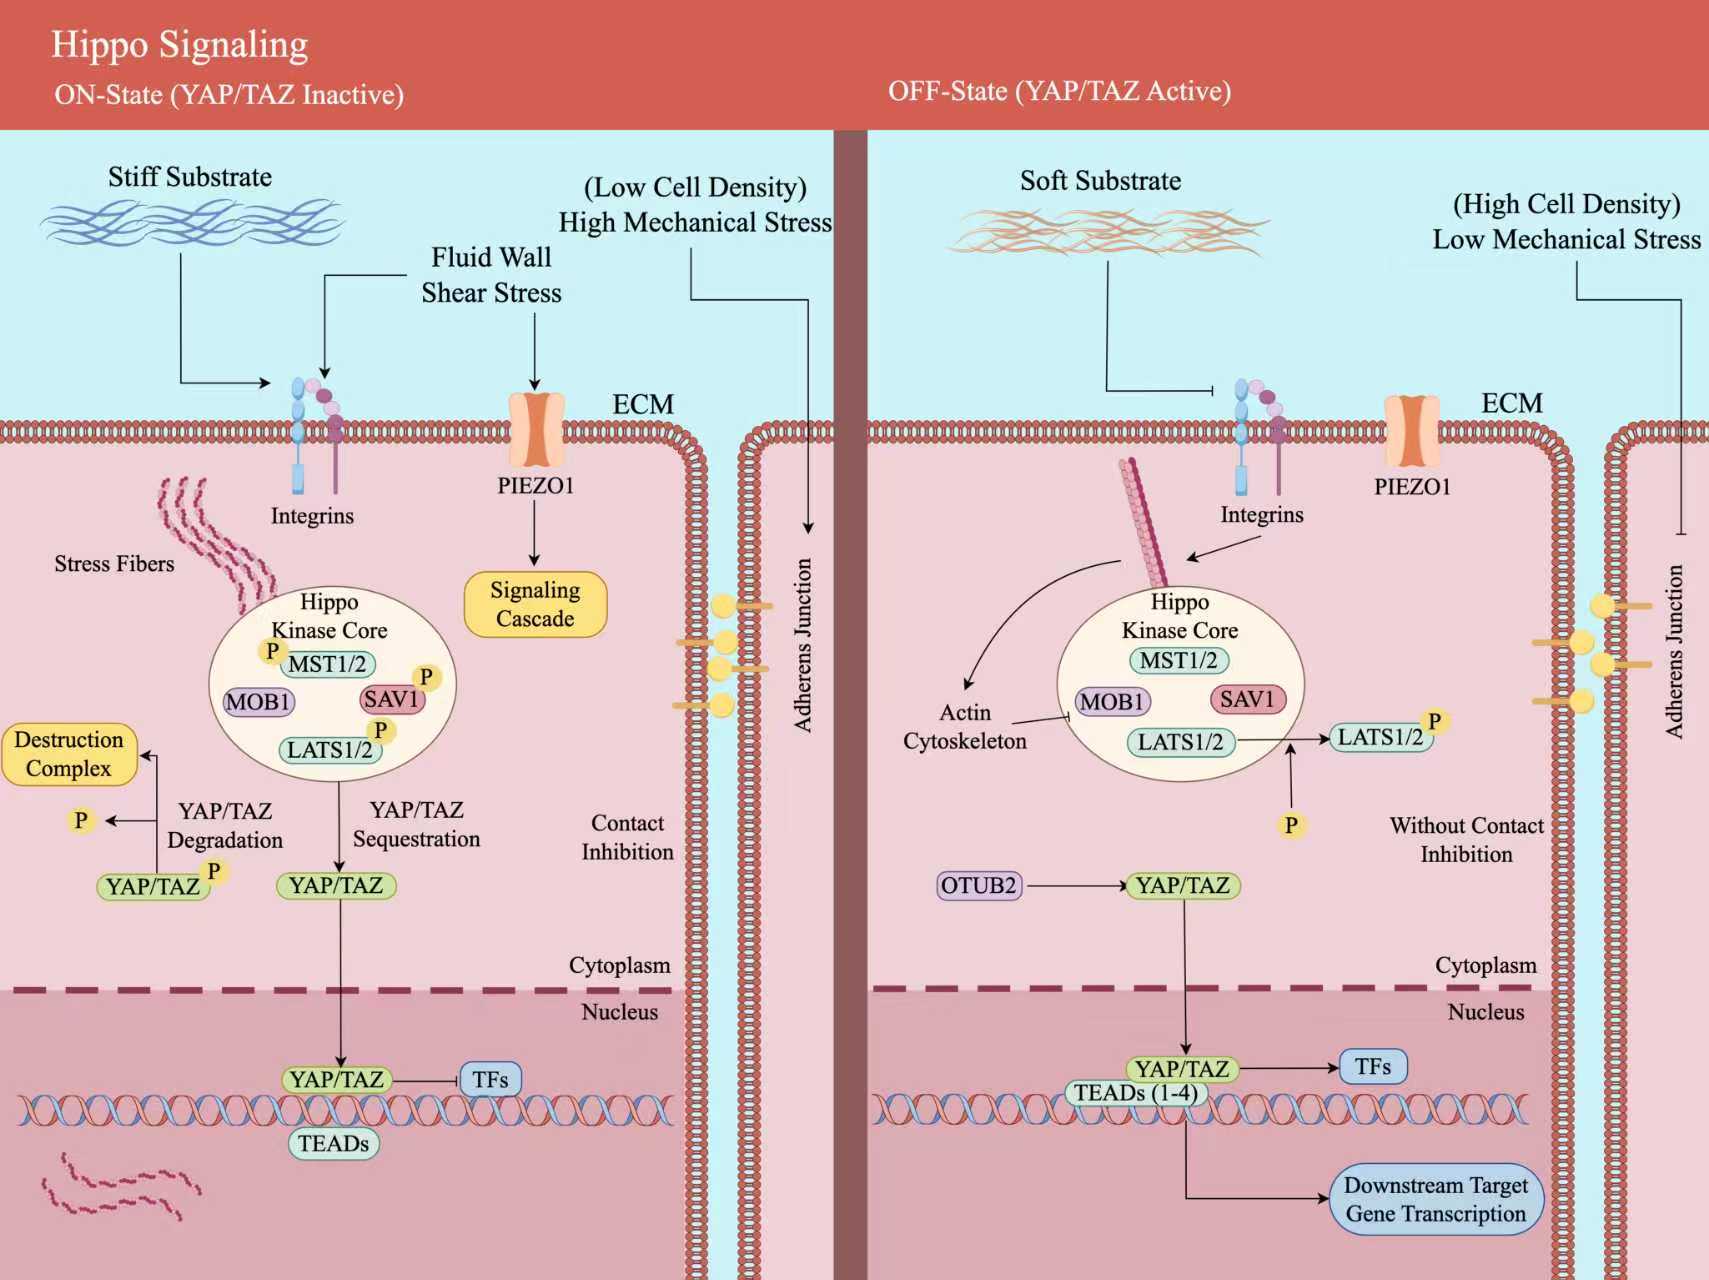 Hippo Signaling
ON-State (YAP/TAZ Inactive)
Stiff Substrate
(Low Cell Density)
High Mechanical Stress
Fluid Wall
Shear Stress
ECM
PIEZO1
Integrins
Stress Fibers
Signaling
Cascade
Adherens Junction
Hippo
Kinase Core
P
MST1/2
P
MOB1
SAV1
P
LATS1/2
Destruction
Complex
P
YAP/TAZ
Degradation
YAP/TAZ
Sequestration
Contact
Inhibition
P
YAP/TAZ
YAP/TAZ
Cytoplasm
Nucleus
YAP/TAZ
TFs
TEADs
OFF-State (YAP/TAZ Active)
Soft Substrate
(High Cell Density)
Low Mechanical Stress
ECM
PIEZO1
Integrins
Adherens Junction
Hippo
Kinase Core
MST1/2
MOB1
SAV1
Actin
Cytoskeleton
LATS1/2
LATS1/2
P
P
Without Contact
Inhibition
OTUB2
YAP/TAZ
Cytoplasm
Nucleus
YAP/TAZ
TFs
TEADs (1-4)
Downstream Target
Gene Transcription